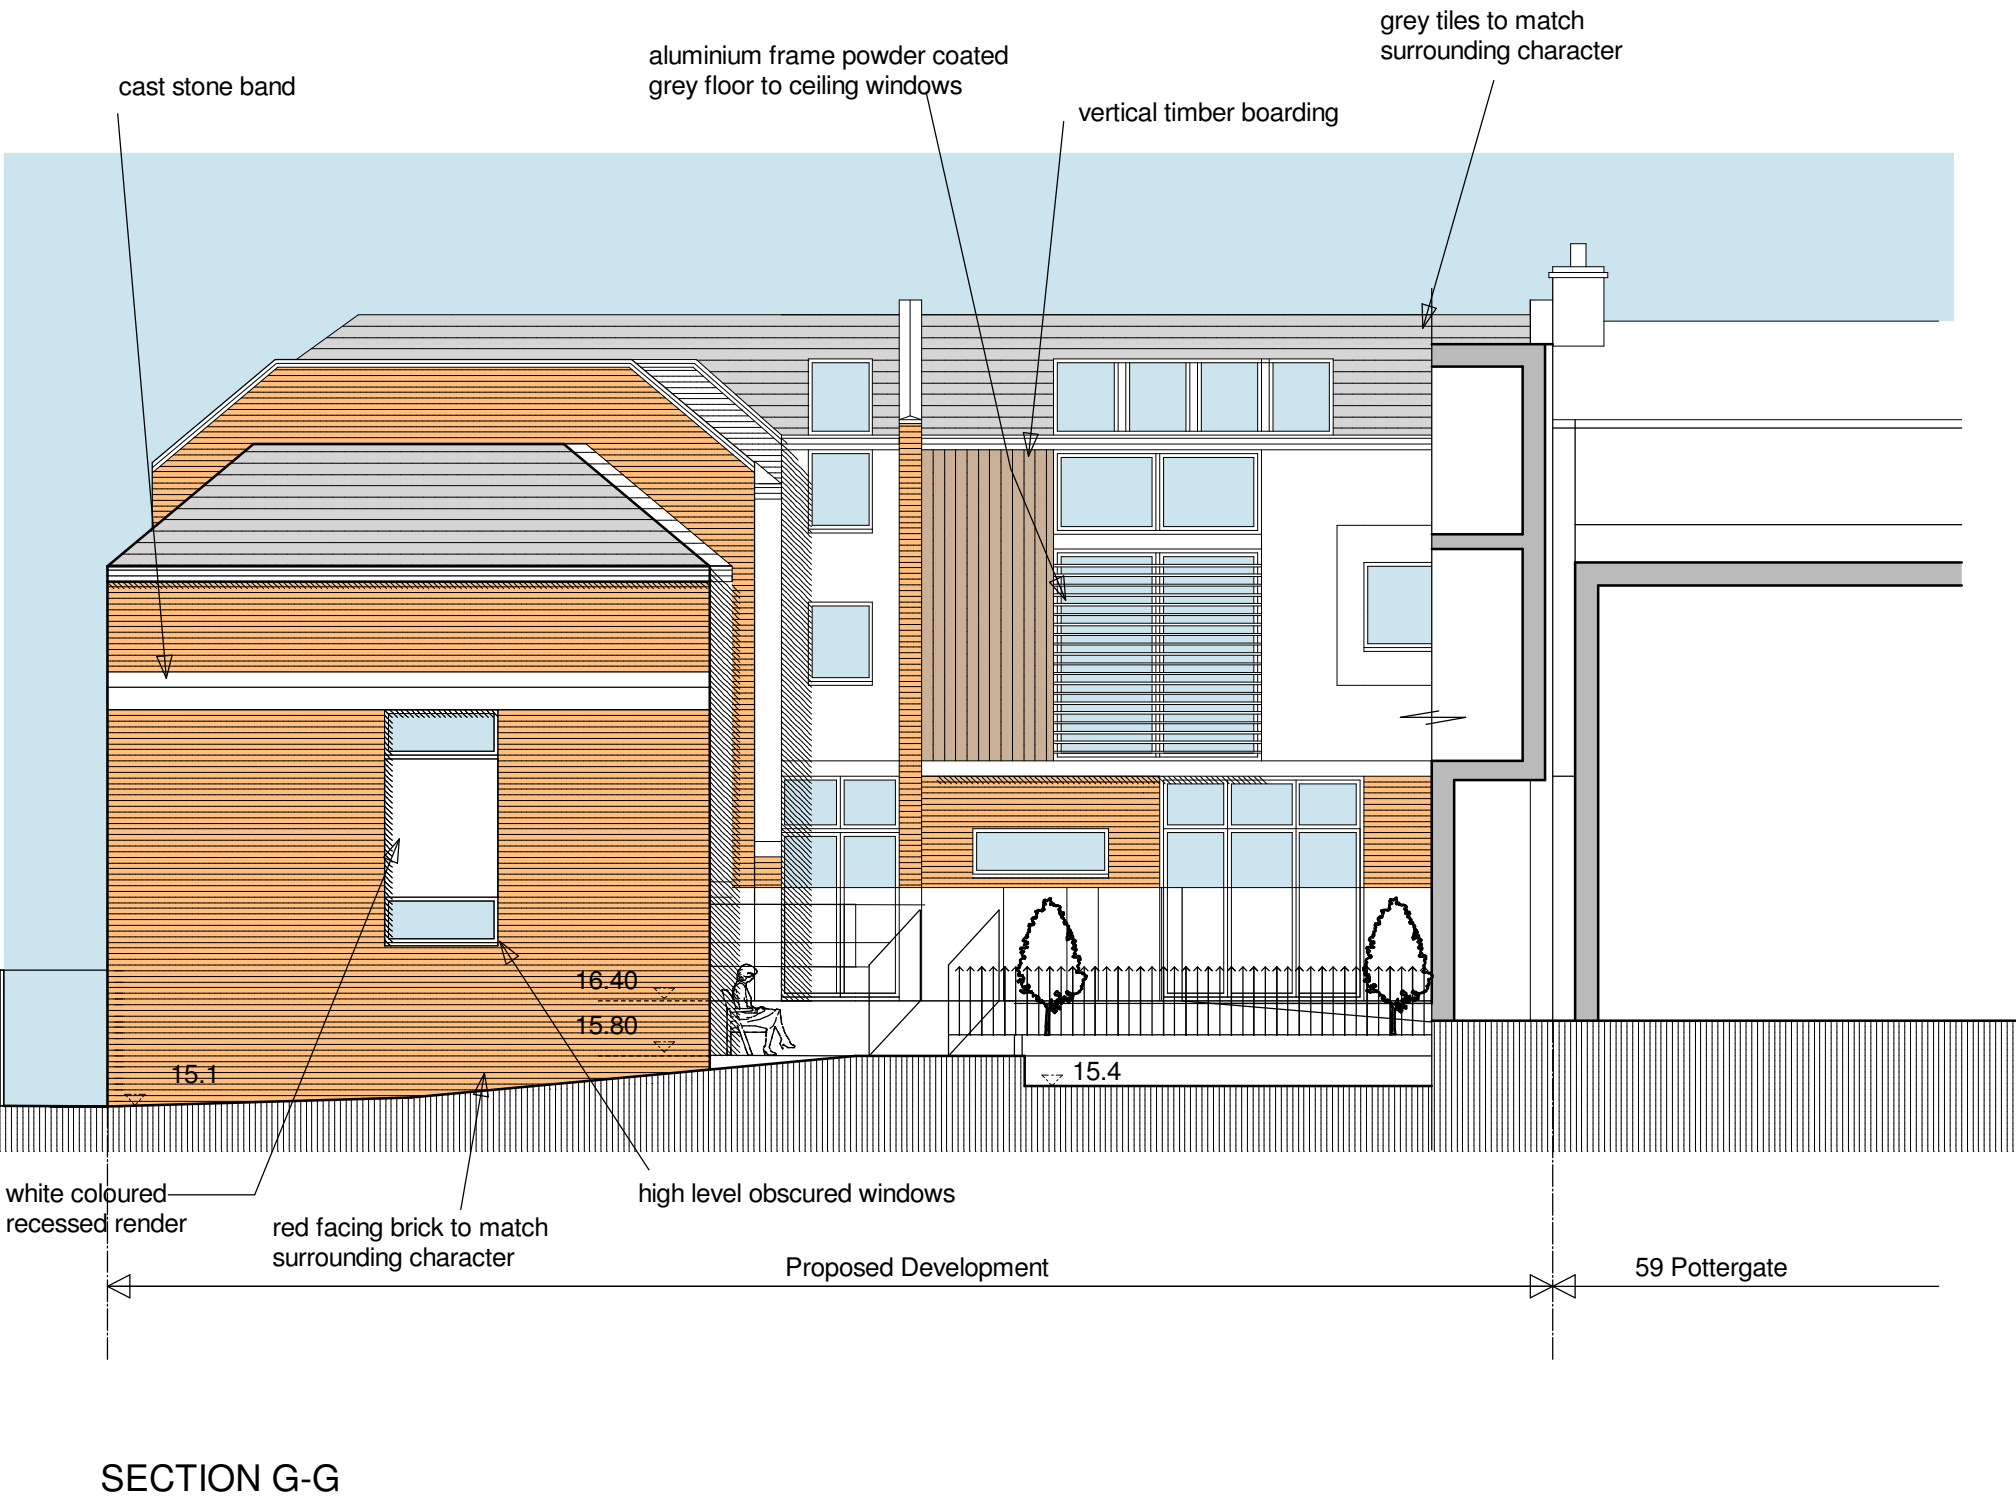 grey tiles to match
surrounding character
aluminium frame powder coated
grey floor to ceiling windows
cast stone band
vertical timber boarding
16.40
15.80
15.1
15.4
white coloured
recessed render
high level obscured windows
red facing brick to match
surrounding character
Proposed Development
59 Pottergate
SECTION G-G